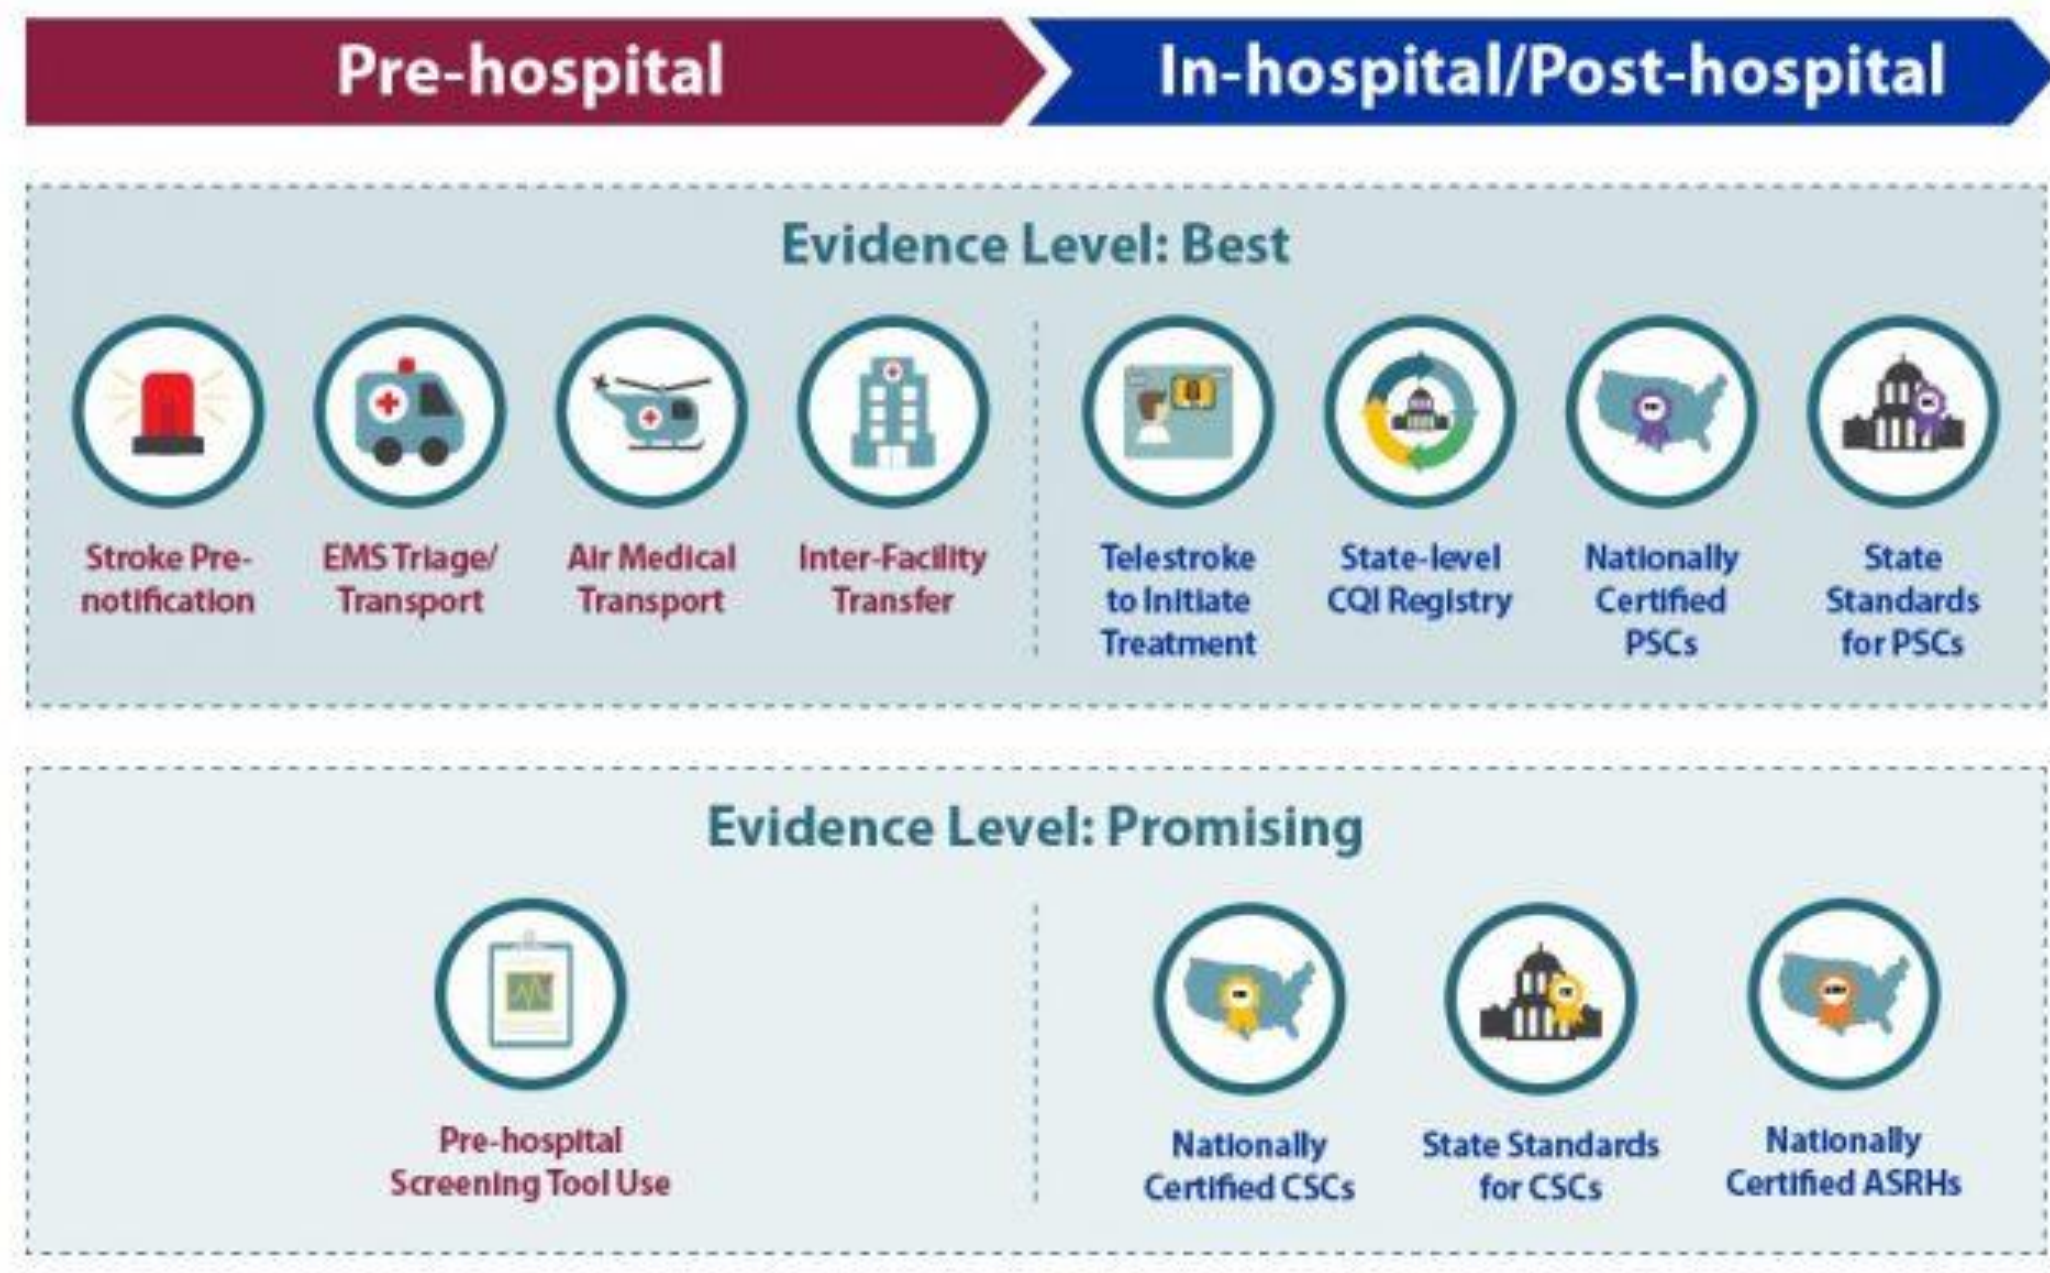 Pre-hospital
In-hospital/Post-hospital
Evidence Level: Best
Stroke Pre-
notification
EMS Triage/
Transport
Air Medical
Transport
Inter-Facility
Transfer
Telestroke
to Initiate
Treatment
State-level
CQI Registry
Nationally
Certified
PSCs
State
Standards
for PSCs
Evidence Level: Promising
Pre-hospital
Screening Tool Use
Nationally
Certified CSCs
State Standards
for CSCs
Nationally
Certified ASRHs